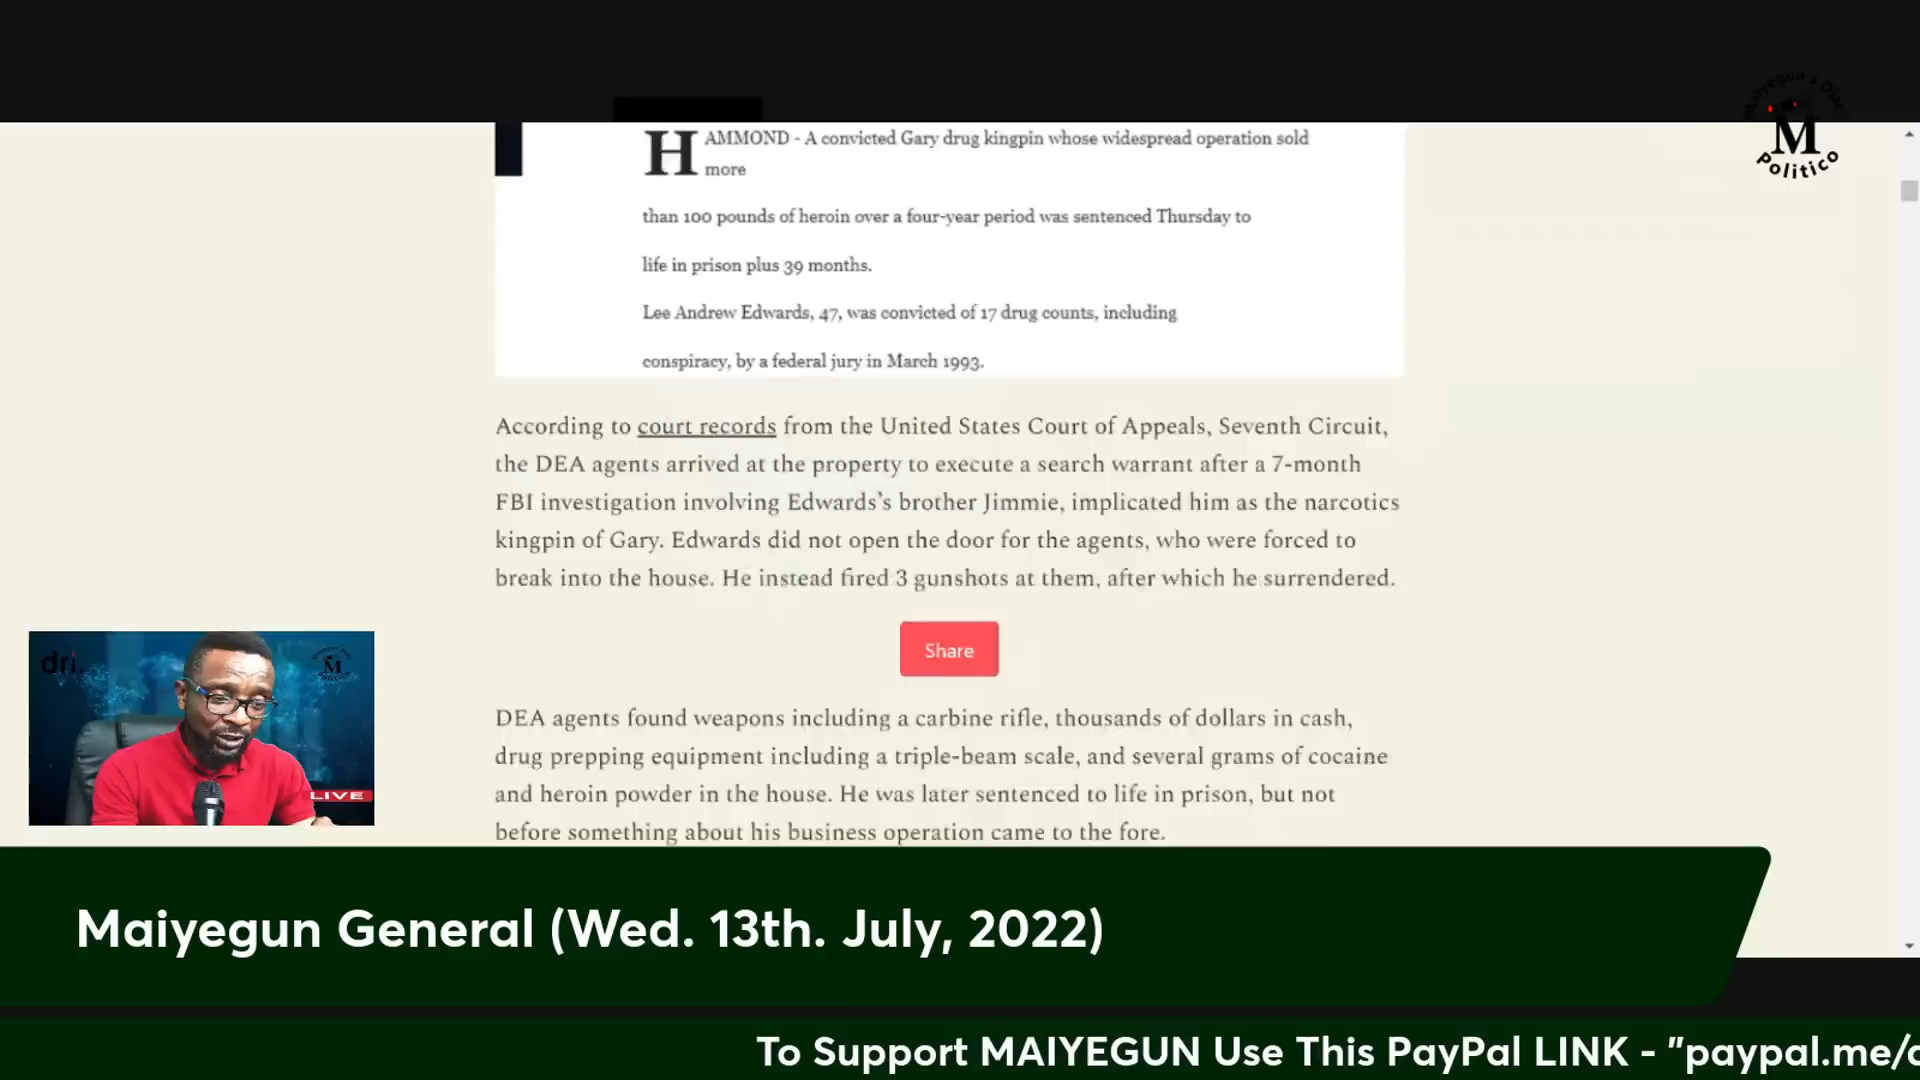 Maiyegun's Diary
M
Politico
HAMMOND - A convicted Gary drug kingpin whose widespread operation sold
more
than 100 pounds of heroin over a four-year period was sentenced Thursday to
life in prison plus 39 months.
Lee Andrew Edwards, 47, was convicted of 17 drug counts, including
conspiracy, by a federal jury in March 1993.
According to court records from the United States Court of Appeals, Seventh Circuit,
the DEA agents arrived at the property to execute a search warrant after a 7-month
FBI investigation involving Edwards’s brother Jimmie, implicated him as the narcotics
kingpin of Gary. Edwards did not open the door for the agents, who were forced to
break into the house. He instead fired 3 gunshots at them, after which he surrendered.
Share
DEA agents found weapons including a carbine rifle, thousands of dollars in cash,
drug prepping equipment including a triple-beam scale, and several grams of cocaine
and heroin powder in the house. He was later sentenced to life in prison, but not
before something about his business operation came to the fore.
dri.
M
Politico
LIVE
Maiyegun General (Wed. 13th. July, 2022)
To Support MAIYEGUN Use This PayPal LINK - "paypal.me/